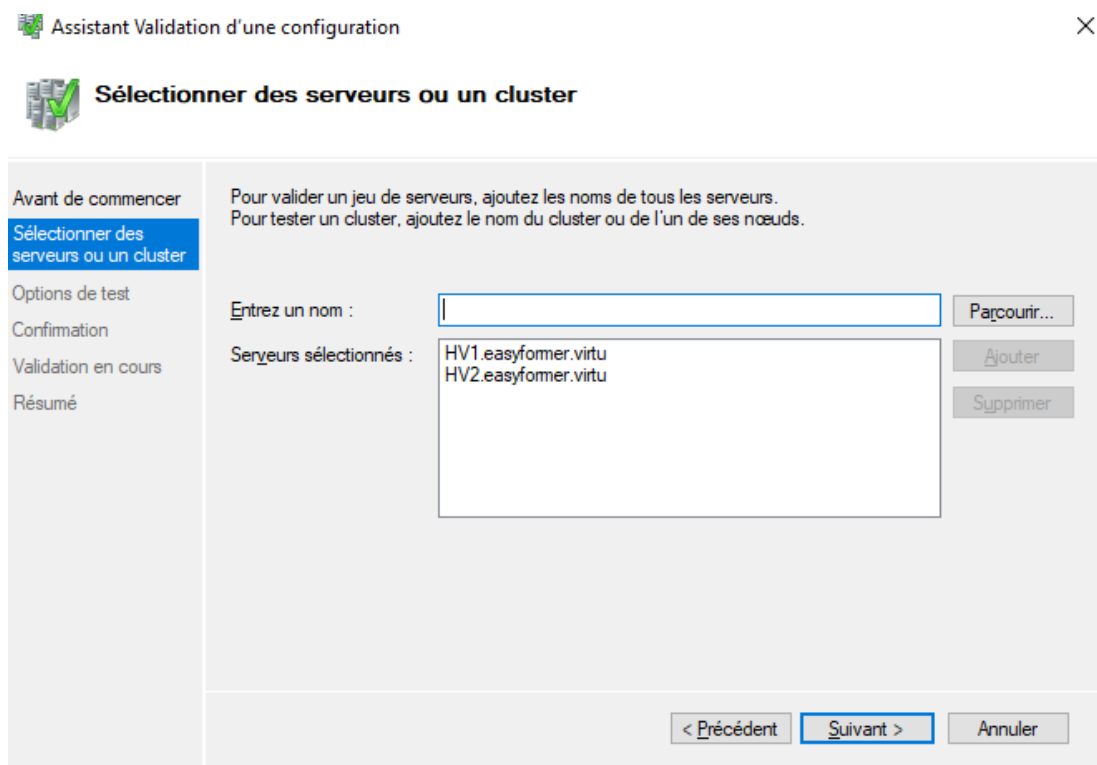 Assistant Validation d’une configuration
Sélectionner des serveurs ou un cluster
Avant de commencer
Sélectionner des
serveurs ou un cluster
Options de test
Confirmation
Validation en cours
Résumé
Pour valider un jeu de serveurs, ajoutez les noms de tous les serveurs.
Pour tester un cluster, ajoutez le nom du cluster ou de l’un de ses nœuds.
Entrez un nom :
Parcourir...
Serveurs sélectionnés :
HV1.easyformer.virtu
HV2.easyformer.virtu
Ajouter
Supprimer
< Précédent
Suivant >
Annuler